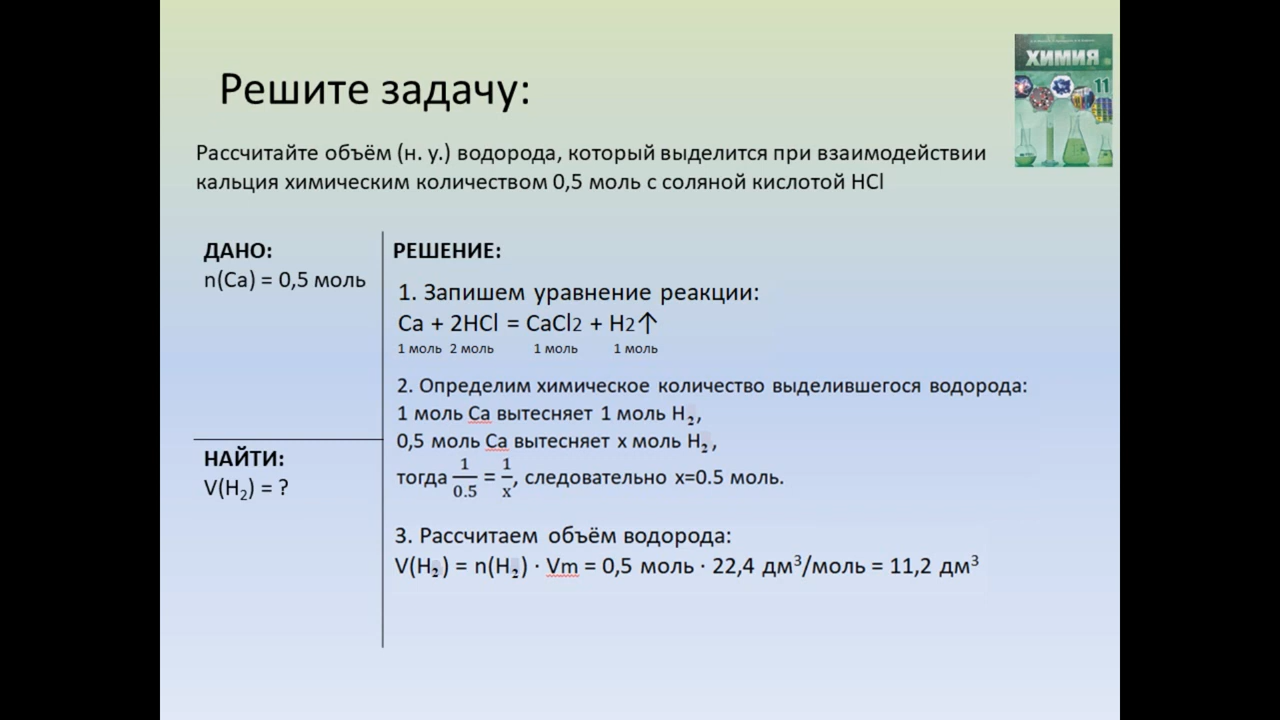 Решите задачу:
ХИМИЯ
11
Рассчитайте объём (н. у.) водорода, который выделится при взаимодействии
кальция химическим количеством 0,5 моль с соляной кислотой HCl
ДАНО:
n(Ca) = 0,5 моль
НАЙТИ:
V(H₂) = ?
РЕШЕНИЕ:
1. Запишем уравнение реакции:
Ca + 2HCl = CaCl2 + H2↑
1 моль 2 моль 1 моль 1 моль
2. Определим химическое количество выделившегося водорода:
1 моль Ca вытесняет 1 моль H₂,
0,5 моль Ca вытесняет x моль H₂,
тогда 1/0.5 = 1/x, следовательно x=0.5 моль.
3. Рассчитаем объём водорода:
V(H₂) = n(H₂) · Vm = 0,5 моль · 22,4 дм³/моль = 11,2 дм³